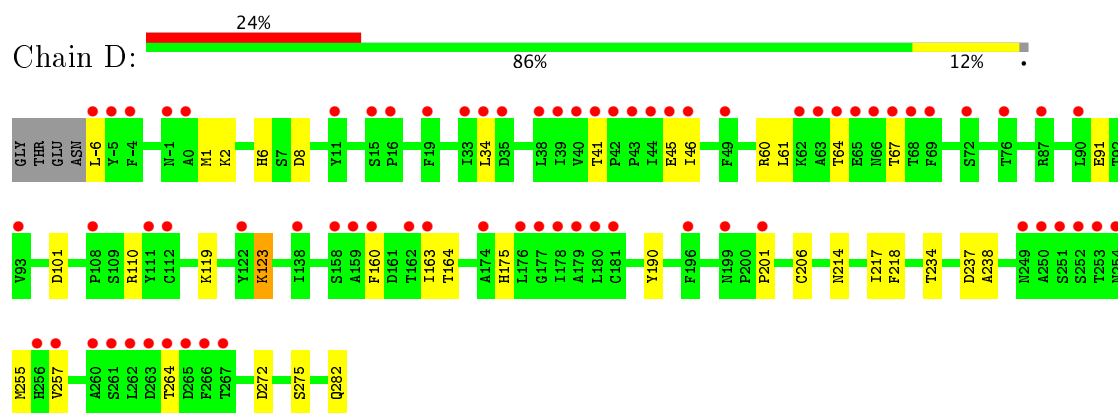 24%
Chain D:
86% 12% •
GLY THR GLU ASN L-6 Y-5 F-4 N-1 A0 M1 K2 H6 S7 D8 Y11 S15 P16 F19 I33 L34 D35 L38 I39 V40 T41 P42 P43 I44 E45 I46 F49 R60 L61 K62 A63 T64 E65 N66 T67 T68 F69 S72 T76 R87 L90 E91 T92
V93 D101 P108 S109 R110 Y111 C112 K119 Y122 K123 I138 S158 A159 F160 D161 T162 I163 T164 A174 H175 L176 G177 I178 A179 L180 C181 Y190 F196 N199 P200 P201 C206 N214 I217 F218 T234 D237 A238 N249 A250 S251 S252 T253 N254
M255 H256 V257 A260 S261 L262 D263 T264 D265 F266 T267 D272 S275 Q282